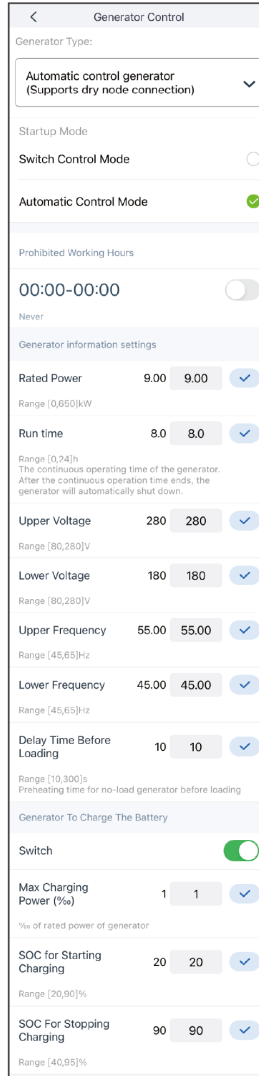 Generator Control
Generator Type:
Automatic control generator
(Supports dry node connection)
Startup Mode
Switch Control Mode
Automatic Control Mode
Prohibited Working Hours
00:00-00:00
Never
Generator information settings
Rated Power 9.00 9.00
Range [0,650]kW
Run time 8.0 8.0
Range [0,24]h
The continuous operating time of the generator.
After the continuous operation time ends, the
generator will automatically shut down.
Upper Voltage 280 280
Range [80,280]V
Lower Voltage 180 180
Range [80,280]V
Upper Frequency 55.00 55.00
Range [45,65]Hz
Lower Frequency 45.00 45.00
Range [45,65]Hz
Delay Time Before
Loading 10 10
Range [10,300]s
Preheating time for no-load generator before loading
Generator To Charge The Battery
Switch
Max Charging
Power (‰) 1 1
‰ of rated power of generator
SOC for Starting
Charging 20 20
Range [20,90]%
SOC For Stopping
Charging 90 90
Range [40,95]%